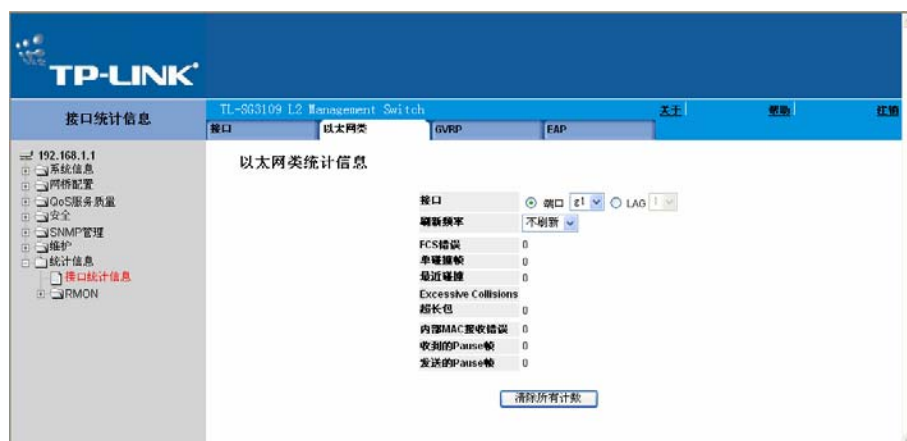 TP-LINK
接口统计信息
TL-SG3109 L2 Management Switch
关于
帮助
注销
接口
以太网类
GVRP
EAP
192.168.1.1
系统信息
网桥配置
QoS服务质量
安全
SNMP管理
维护
统计信息
接口统计信息
RMON
以太网类统计信息
接口 端口 g1 LAG 1
刷新频率 不刷新
FCS错误 0
单碰撞帧 0
最近碰撞 0
Excessive Collisions
超长包 0
内部MAC接收错误 0
收到的Pause帧 0
发送的Pause帧 0
清除所有计数